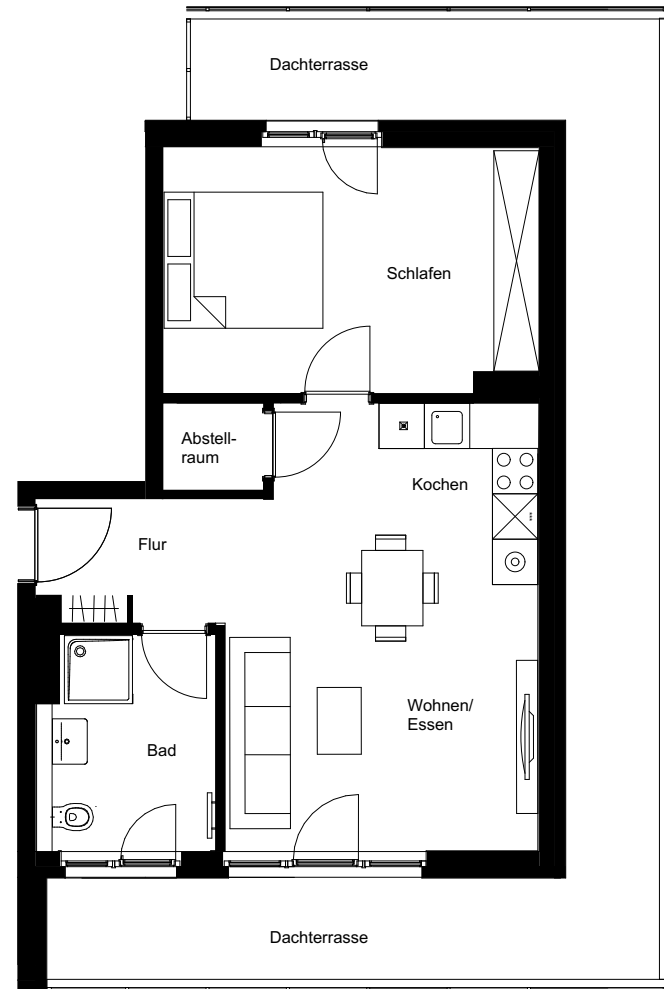 Dachterrasse
Schlafen
Abstell-
raum
Kochen
Flur
Wohnen/
Essen
Bad
Dachterrasse